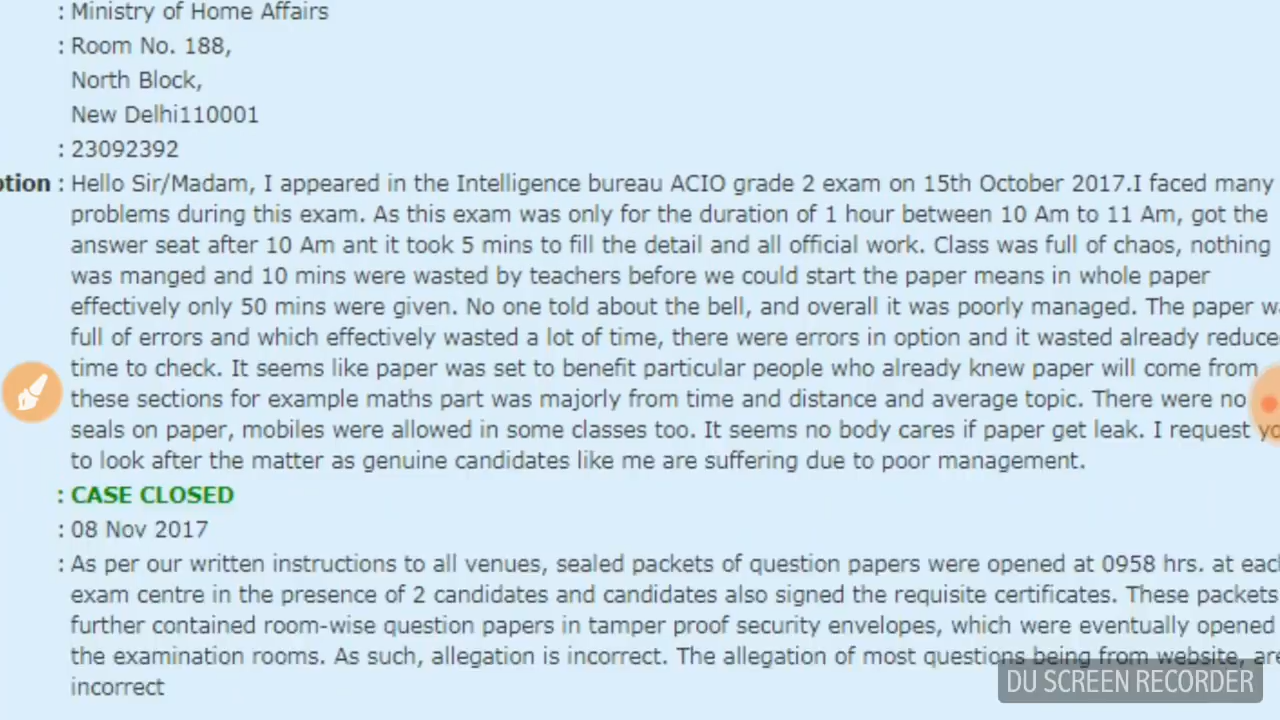 : Ministry of Home Affairs
: Room No. 188,
North Block,
New Delhi110001
: 23092392
ption : Hello Sir/Madam, I appeared in the Intelligence bureau ACIO grade 2 exam on 15th October 2017.I faced many
problems during this exam. As this exam was only for the duration of 1 hour between 10 Am to 11 Am, got the
answer seat after 10 Am ant it took 5 mins to fill the detail and all official work. Class was full of chaos, nothing
was manged and 10 mins were wasted by teachers before we could start the paper means in whole paper
effectively only 50 mins were given. No one told about the bell, and overall it was poorly managed. The paper wa
full of errors and which effectively wasted a lot of time, there were errors in option and it wasted already reduce
time to check. It seems like paper was set to benefit particular people who already knew paper will come from
these sections for example maths part was majorly from time and distance and average topic. There were no
seals on paper, mobiles were allowed in some classes too. It seems no body cares if paper get leak. I request yo
to look after the matter as genuine candidates like me are suffering due to poor management.
: CASE CLOSED
: 08 Nov 2017
: As per our written instructions to all venues, sealed packets of question papers were opened at 0958 hrs. at eac
exam centre in the presence of 2 candidates and candidates also signed the requisite certificates. These packets
further contained room-wise question papers in tamper proof security envelopes, which were eventually opened
the examination rooms. As such, allegation is incorrect. The allegation of most questions being from website, are
incorrect
DU SCREEN RECORDER